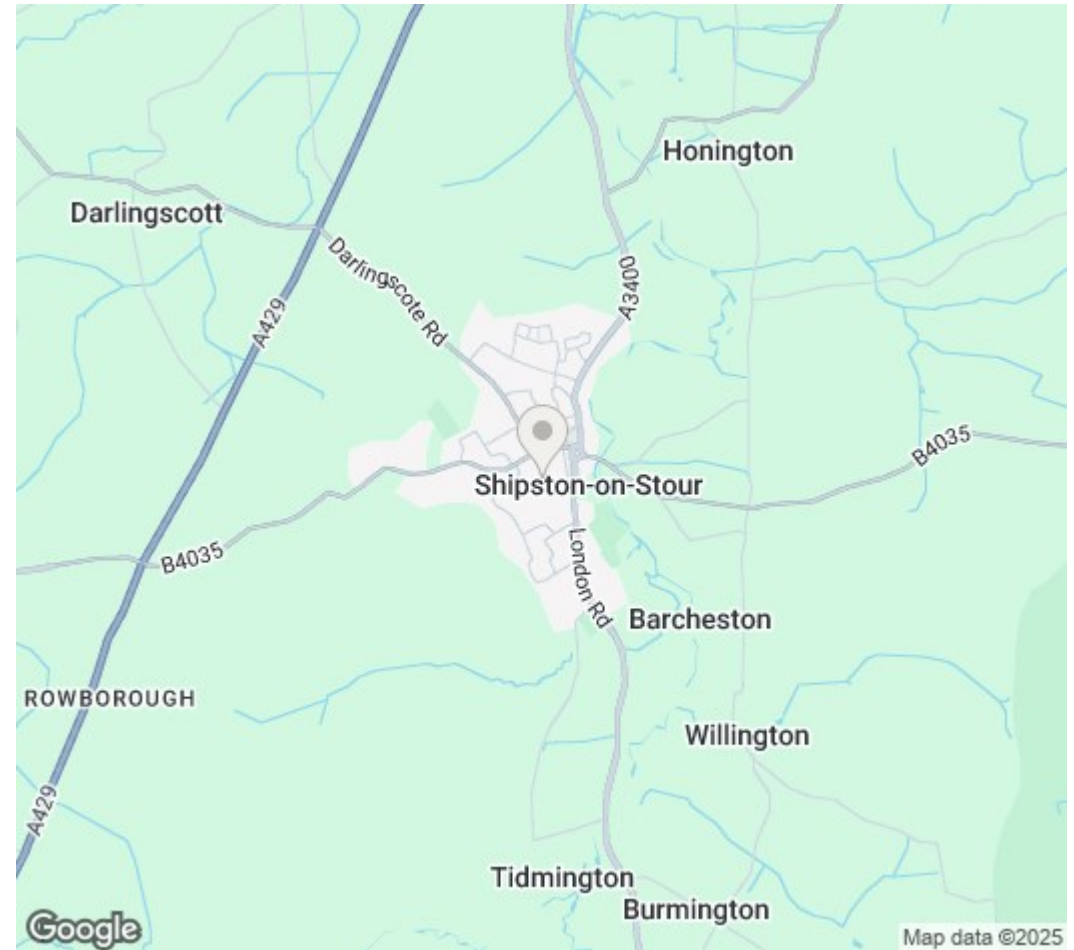 Honington
Darlingscott
Darlingscote Rd
A3400
A429
B4035
Shipston-on-Stour
B4035
London Rd
Barcheston
ROWBOROUGH
Willington
A429
Tidmington
Burmington
Google
Map data ©2025